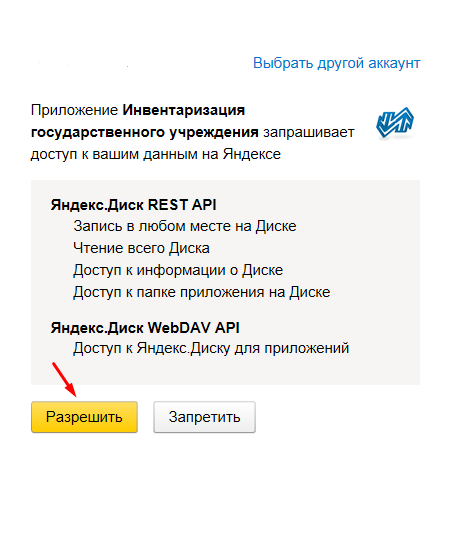 Выбрать другой аккаунт
Приложение Инвентаризация
государственного учреждения запрашивает
доступ к вашим данным на Яндексе
Яндекс.Диск REST API
Запись в любом месте на Диске
Чтение всего Диска
Доступ к информации о Диске
Доступ к папке приложения на Диске
Яндекс.Диск WebDAV API
Доступ к Яндекс.Диску для приложений
Разрешить Запретить